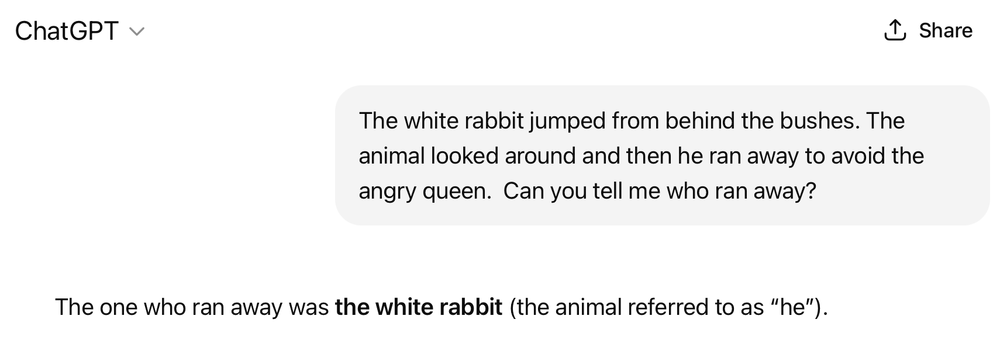 ChatGPT
Share
The white rabbit jumped from behind the bushes. The
animal looked around and then he ran away to avoid the
angry queen.  Can you tell me who ran away?
The one who ran away was the white rabbit (the animal referred to as “he”).